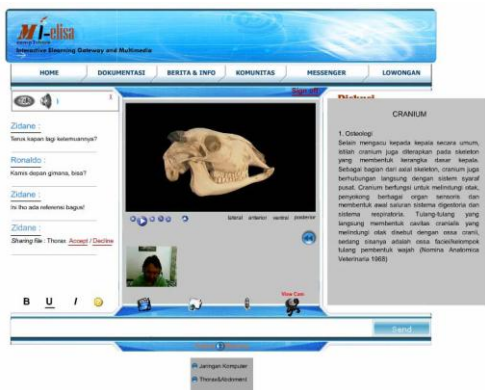 Mi-elisa
Interactive Elearning Gateway and Multimedia
HOME
DOKUMENTASI
BERITA & INFO
KOMUNITAS
MESSENGER
LOWONGAN
Sign off
Diskusi
Zidane :
Terus kapan lagi ketemuannya?
Ronaldo :
Kamis depan gimana, bisa?
Zidane :
Ini lho ada referensi bagus!
Zidane :
Sharing file : Thorax Accept / Decline
B U I
lateral anterior ventral posterior
View Cam
CRANIUM
1. Osteologi
Selain mengacu kepada kepala secara umum,
istilah cranium juga diterapkan pada skeleton
yang membentuk kerangka dasar kepala.
Sebagai bagian dari axial skeleton, cranium juga
berhubungan langsung dengan sistem syaraf
pusat. Cranium berfungsi untuk melindungi otak,
penyokong berbagai organ sensoris dan
membentuk awal saluran sistema digestoria dan
sistema respiratoria. Tulang-tulang yang
langsung membentuk cavitas cranialis yang
melindungi otak disebut dengan ossa cranii,
sedang sisanya adalah ossa faciei/kelompok
tulang pembentuk wajah (Nomina Anatomica
Veterinaria 1968)
Send
Jaringan Komputer
Thorax&Abdoment